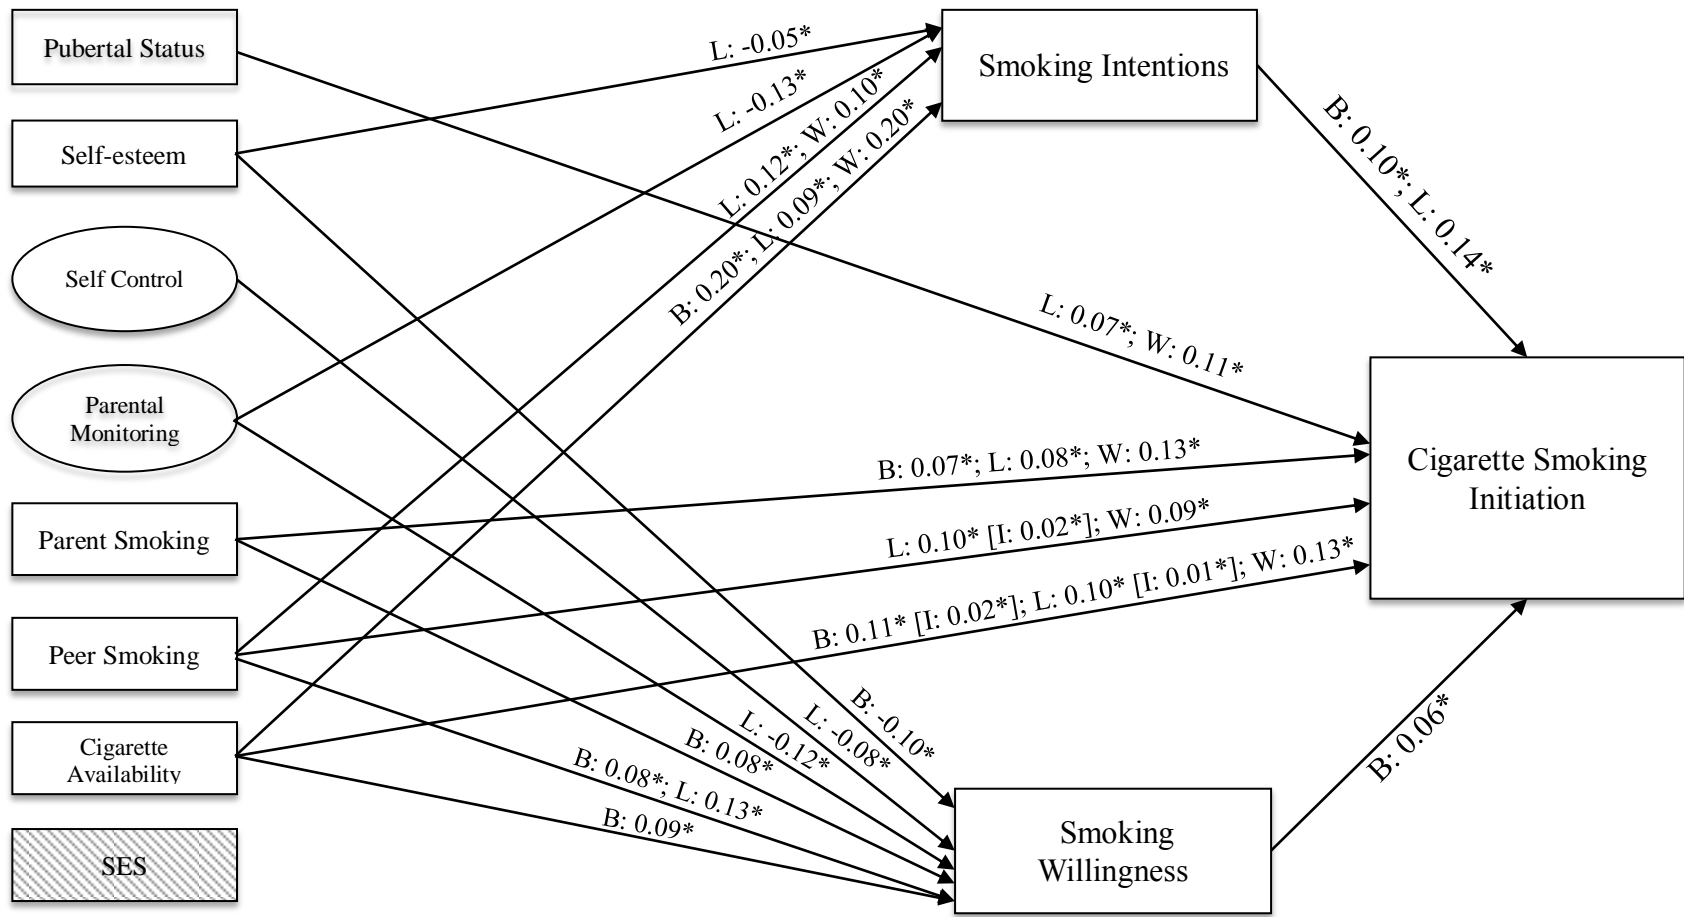 Pubertal Status
Self-esteem
Self Control
Parental
Monitoring
Parent Smoking
Peer Smoking
Cigarette
Availability
SES
L: -0.05*
L: -0.13*
L: 0.12*; W: 0.10*
B: 0.20*; L: 0.09*; W: 0.20*
Smoking Intentions
B: 0.10*; L: 0.14*
L: 0.07*; W: 0.11*
B: 0.07*; L: 0.08*; W: 0.13*
L: 0.10* [I: 0.02*]; W: 0.09*
B: 0.11* [I: 0.02*]; L: 0.10* [I: 0.01*]; W: 0.13*
Cigarette Smoking
Initiation
B: -0.10*
L: -0.08*
L: -0.12*
B: 0.08*
B: 0.08*; L: 0.13*
B: 0.09*
Smoking
Willingness
B: 0.06*